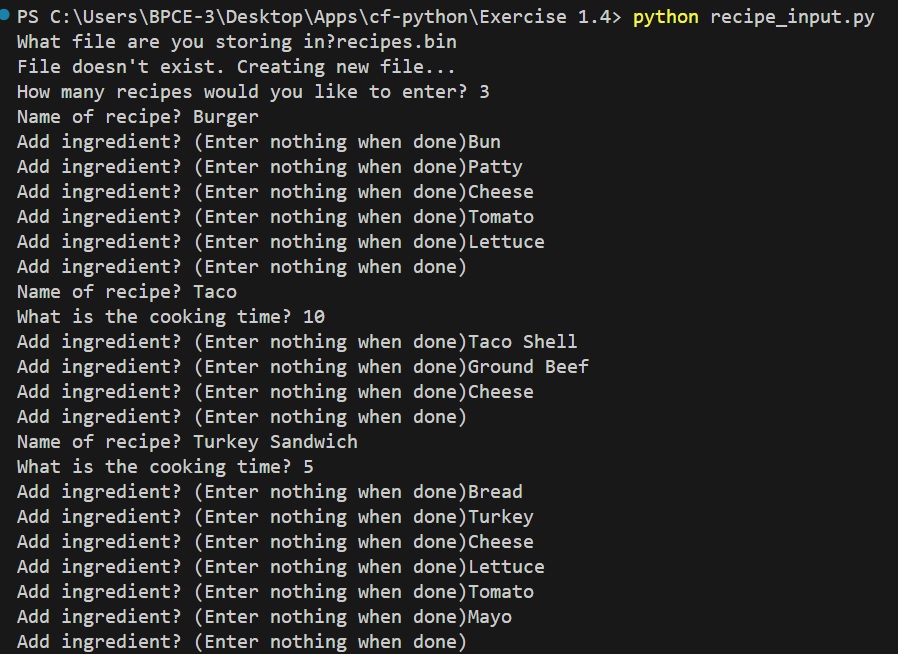 PS C:\Users\BPCE-3\Desktop\Apps\cf-python\Exercise 1.4> python recipe_input.py
What file are you storing in?recipes.bin
File doesn't exist. Creating new file...
How many recipes would you like to enter? 3
Name of recipe? Burger
Add ingredient? (Enter nothing when done)Bun
Add ingredient? (Enter nothing when done)Patty
Add ingredient? (Enter nothing when done)Cheese
Add ingredient? (Enter nothing when done)Tomato
Add ingredient? (Enter nothing when done)Lettuce
Add ingredient? (Enter nothing when done)
Name of recipe? Taco
What is the cooking time? 10
Add ingredient? (Enter nothing when done)Taco Shell
Add ingredient? (Enter nothing when done)Ground Beef
Add ingredient? (Enter nothing when done)Cheese
Add ingredient? (Enter nothing when done)
Name of recipe? Turkey Sandwich
What is the cooking time? 5
Add ingredient? (Enter nothing when done)Bread
Add ingredient? (Enter nothing when done)Turkey
Add ingredient? (Enter nothing when done)Cheese
Add ingredient? (Enter nothing when done)Lettuce
Add ingredient? (Enter nothing when done)Tomato
Add ingredient? (Enter nothing when done)Mayo
Add ingredient? (Enter nothing when done)